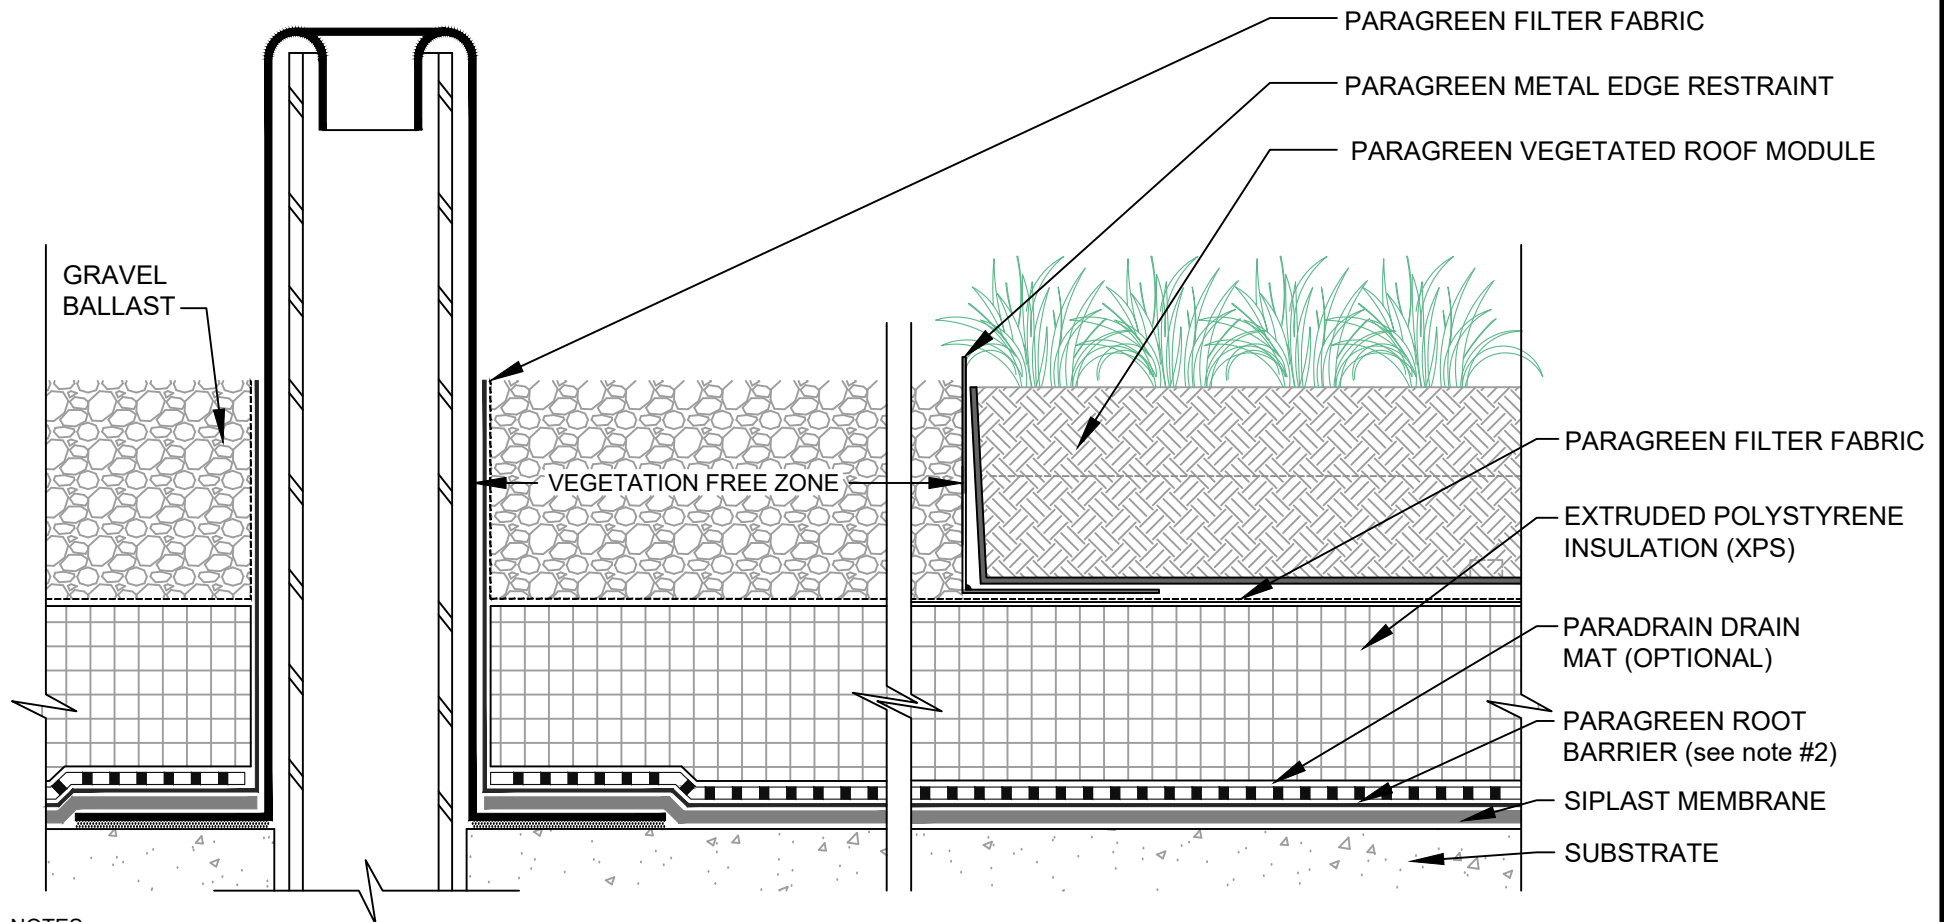 PARAGREEN FILTER FABRIC
PARAGREEN METAL EDGE RESTRAINT
PARAGREEN VEGETATED ROOF MODULE
GRAVEL
BALLAST
VEGETATION FREE ZONE
PARAGREEN FILTER FABRIC
EXTRUDED POLYSTYRENE
INSULATION (XPS)
PARADRAIN DRAIN
MAT (OPTIONAL)
PARAGREEN ROOT
BARRIER (see note #2)
SIPLAST MEMBRANE
SUBSTRATE
NOTES